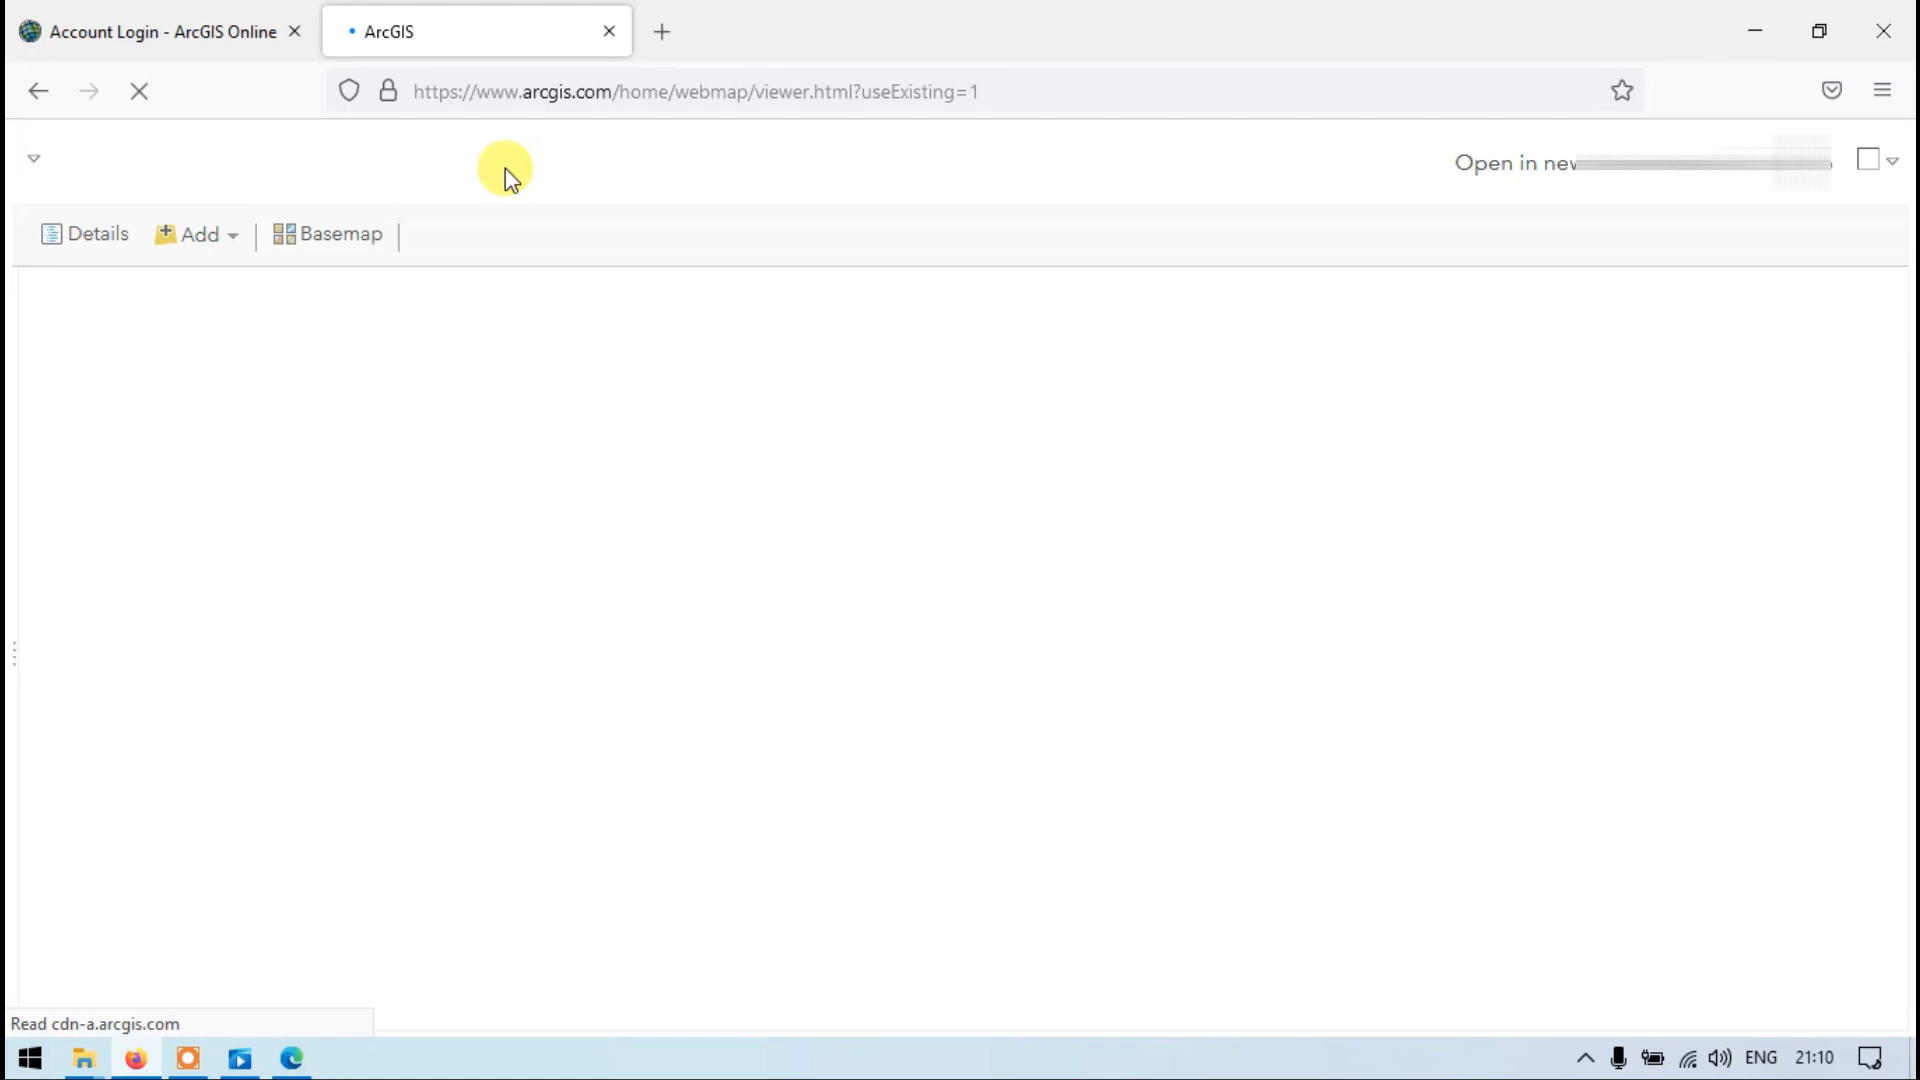 Account Login - ArcGIS Online
ArcGIS
https://www.arcgis.com/home/webmap/viewer.html?useExisting=1
Open in new
Details
Add
Basemap
Read cdn-a.arcgis.com
ENG
21:10